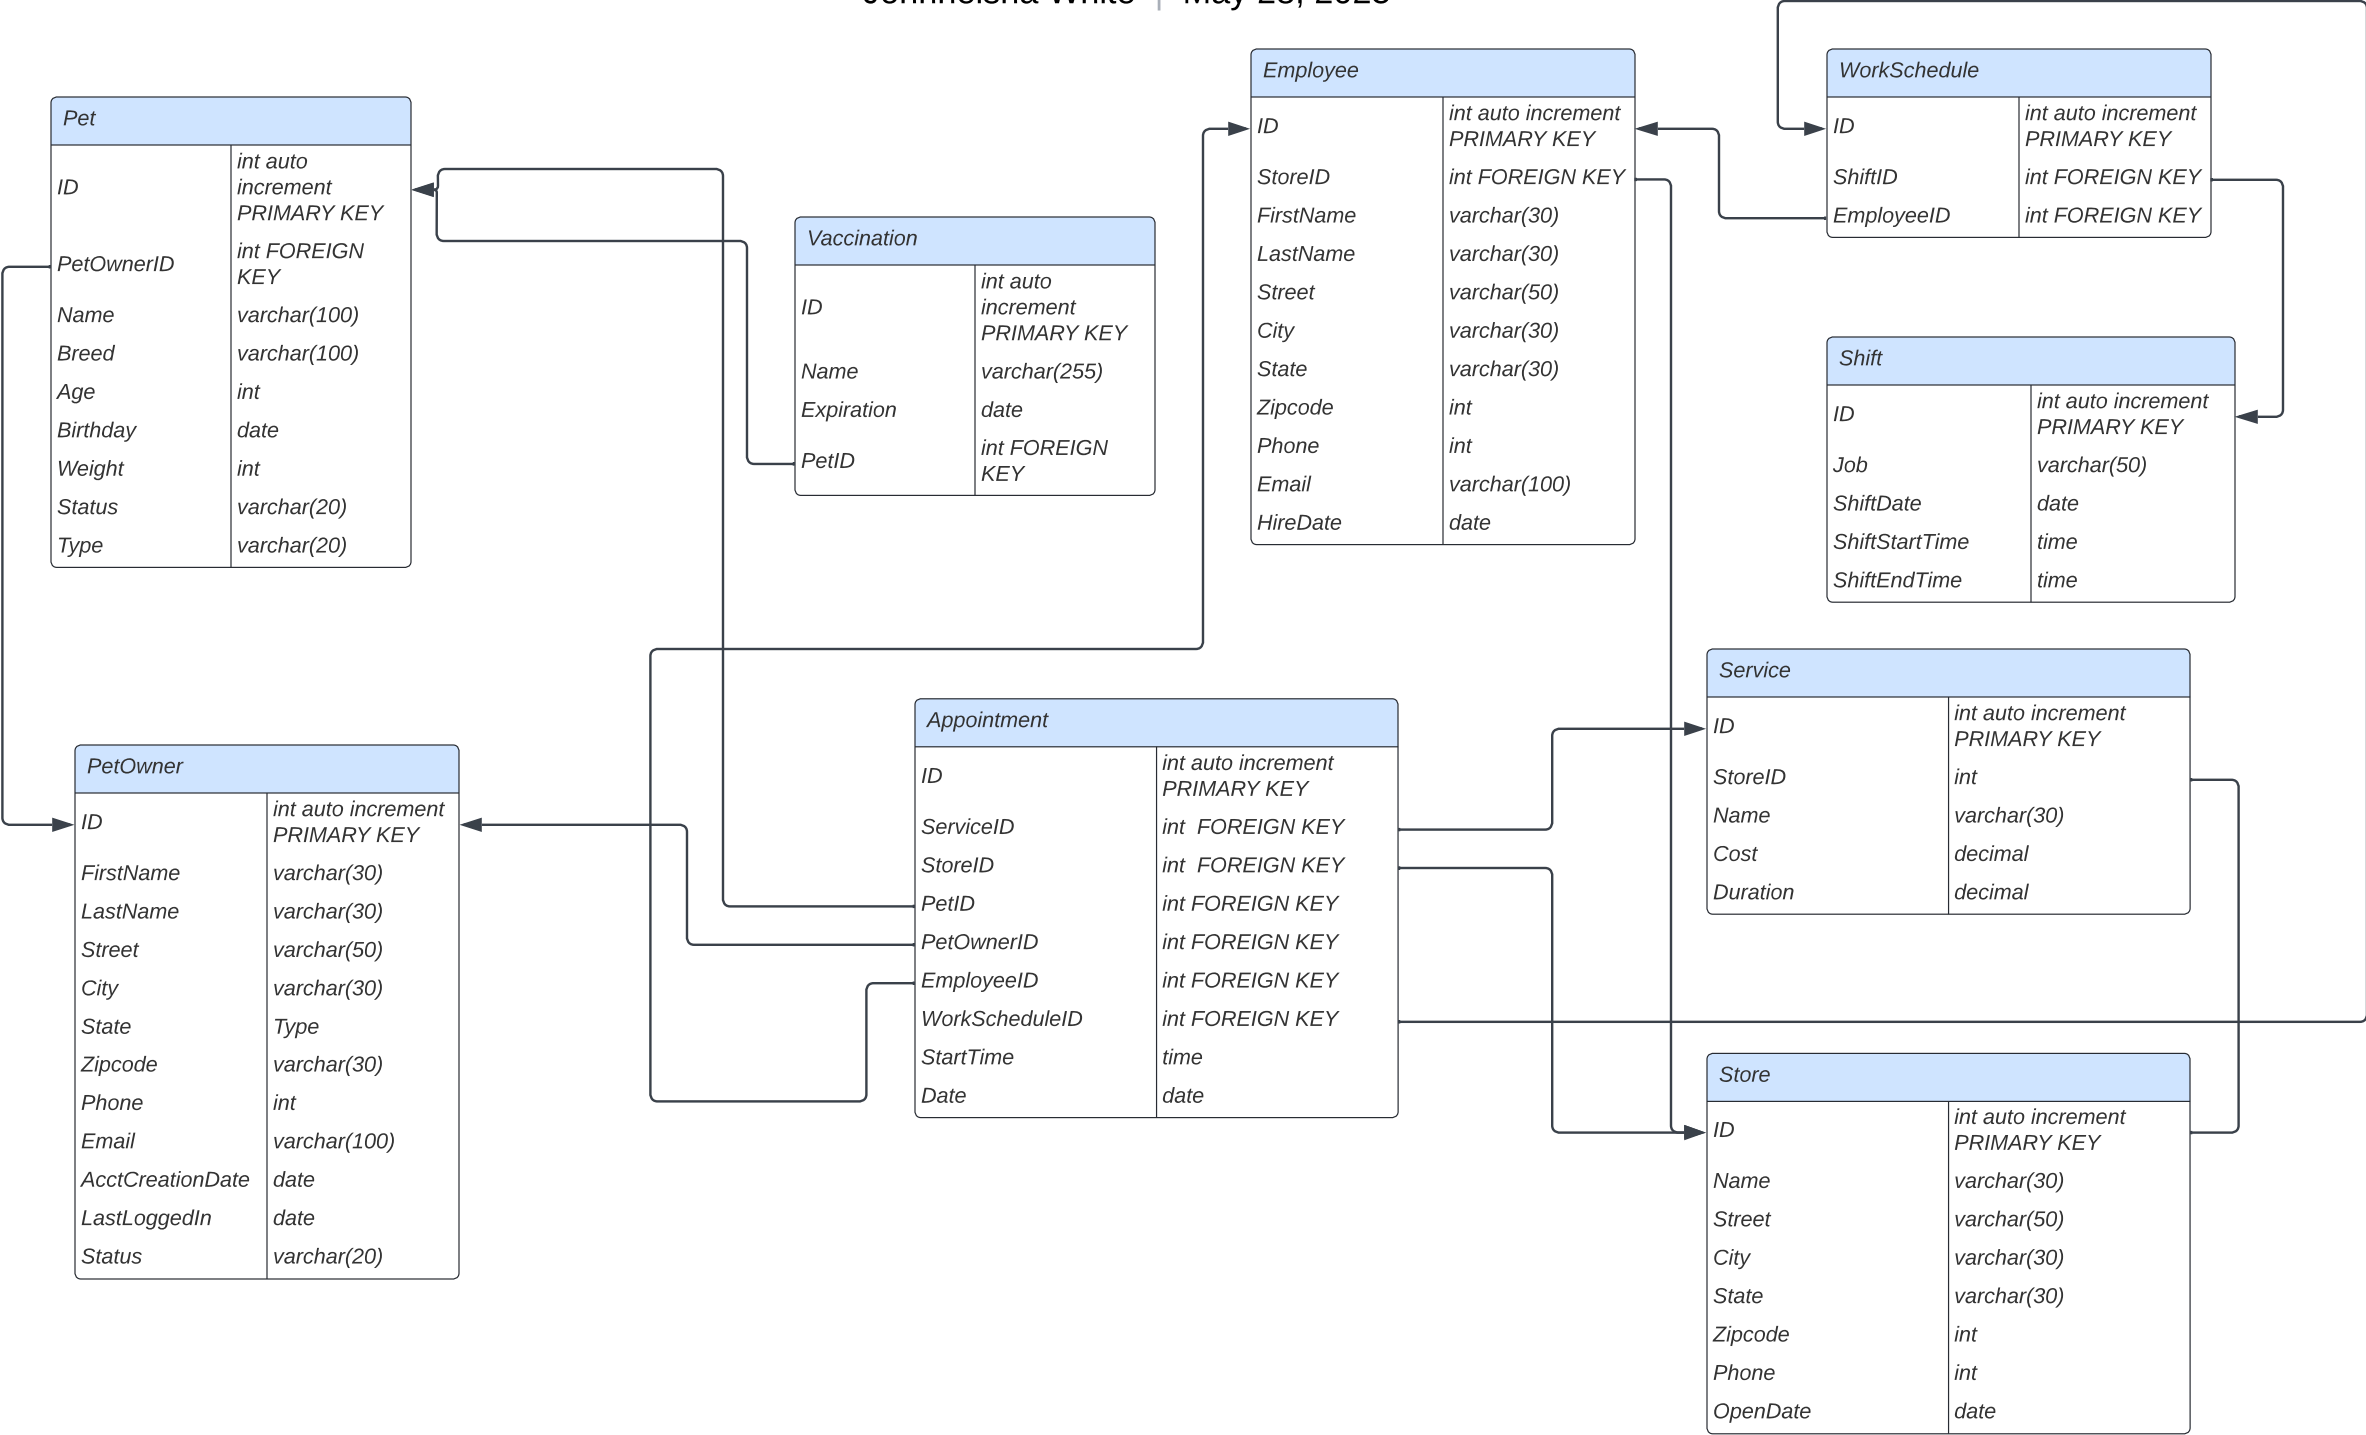 May
Pet
ID
int auto
increment
PRIMARY KEY
PetOwnerID
int FOREIGN
KEY
Name varchar(100)
Breed varchar(100)
Age int
Birthday date
Weight int
Status varchar(20)
Type varchar(20)
Vaccination
ID
int auto
increment
PRIMARY KEY
Name varchar(255)
Expiration date
PetID
int FOREIGN
KEY
Employee
ID
int auto increment
PRIMARY KEY
StoreID int FOREIGN KEY
FirstName varchar(30)
LastName varchar(30)
Street varchar(50)
City varchar(30)
State varchar(30)
Zipcode int
Phone int
Email varchar(100)
HireDate date
WorkSchedule
ID
int auto increment
PRIMARY KEY
ShiftID int FOREIGN KEY
EmployeeID int FOREIGN KEY
Shift
ID
int auto increment
PRIMARY KEY
Job varchar(50)
ShiftDate date
ShiftStartTime time
ShiftEndTime time
PetOwner
ID
int auto increment
PRIMARY KEY
FirstName varchar(30)
LastName varchar(30)
Street varchar(50)
City varchar(30)
State Type
Zipcode varchar(30)
Phone int
Email varchar(100)
AcctCreationDate date
LastLoggedIn date
Status varchar(20)
Appointment
ID
int auto increment
PRIMARY KEY
ServiceID int  FOREIGN KEY
StoreID int  FOREIGN KEY
PetID int FOREIGN KEY
PetOwnerID int FOREIGN KEY
EmployeeID int FOREIGN KEY
WorkScheduleID int FOREIGN KEY
StartTime time
Date date
Service
ID
int auto increment
PRIMARY KEY
StoreID int
Name varchar(30)
Cost decimal
Duration decimal
Store
ID
int auto increment
PRIMARY KEY
Name varchar(30)
Street varchar(50)
City varchar(30)
State varchar(30)
Zipcode int
Phone int
OpenDate date